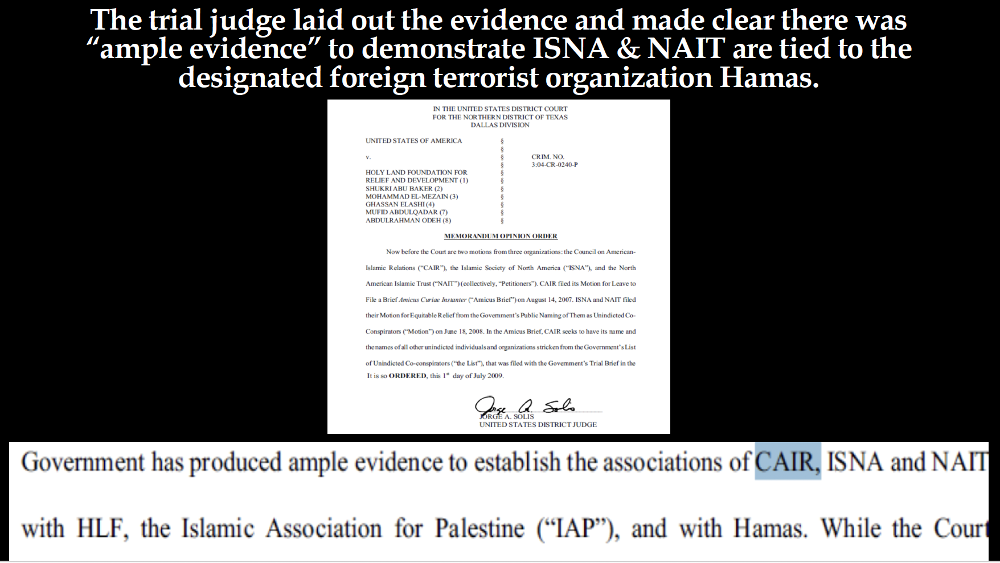 The trial judge laid out the evidence and made clear there was
“ample evidence” to demonstrate ISNA & NAIT are tied to the
designated foreign terrorist organization Hamas.
IN THE UNITED STATES DISTRICT COURT
FOR THE NORTHERN DISTRICT OF TEXAS
DALLAS DIVISION
UNITED STATES OF AMERICA §
§
v. § CRIM. NO.
§ 3:04-CR-0240-P
HOLY LAND FOUNDATION FOR §
RELIEF AND DEVELOPMENT (1) §
SHUKRI ABU BAKER (2) §
MOHAMMAD EL-MEZAIN (3) §
GHASSAN ELASHI (4) §
MUFID ABDULQADAR (7) §
ABDULRAHMAN ODEH (8) §
MEMORANDUM OPINION ORDER
Now before the Court are two motions from three organizations: the Council on American-
Islamic Relations (“CAIR”), the Islamic Society of North America (“ISNA”), and the North
American Islamic Trust (“NAIT”) (collectively, “Petitioners”). CAIR filed its Motion for Leave to
File a Brief Amicus Curiae Instanter (“Amicus Brief”) on August 14, 2007. ISNA and NAIT filed
their Motion for Equitable Relief from the Government’s Public Naming of Them as Unindicted Co-
Conspirators (“Motion”) on June 18, 2008. In the Amicus Brief, CAIR seeks to have its name and
the names of all other unindicted individuals and organizations stricken from the Government’s List
of Unindicted Co-conspirators (“the List”), that was filed with the Government’s Trial Brief in the
It is so ORDERED, this 1st day of July 2009.
Jorge A. Solis
JORGE A. SOLIS
UNITED STATES DISTRICT JUDGE
Government has produced ample evidence to establish the associations of CAIR, ISNA and NAIT
with HLF, the Islamic Association for Palestine (“IAP”), and with Hamas. While the Court